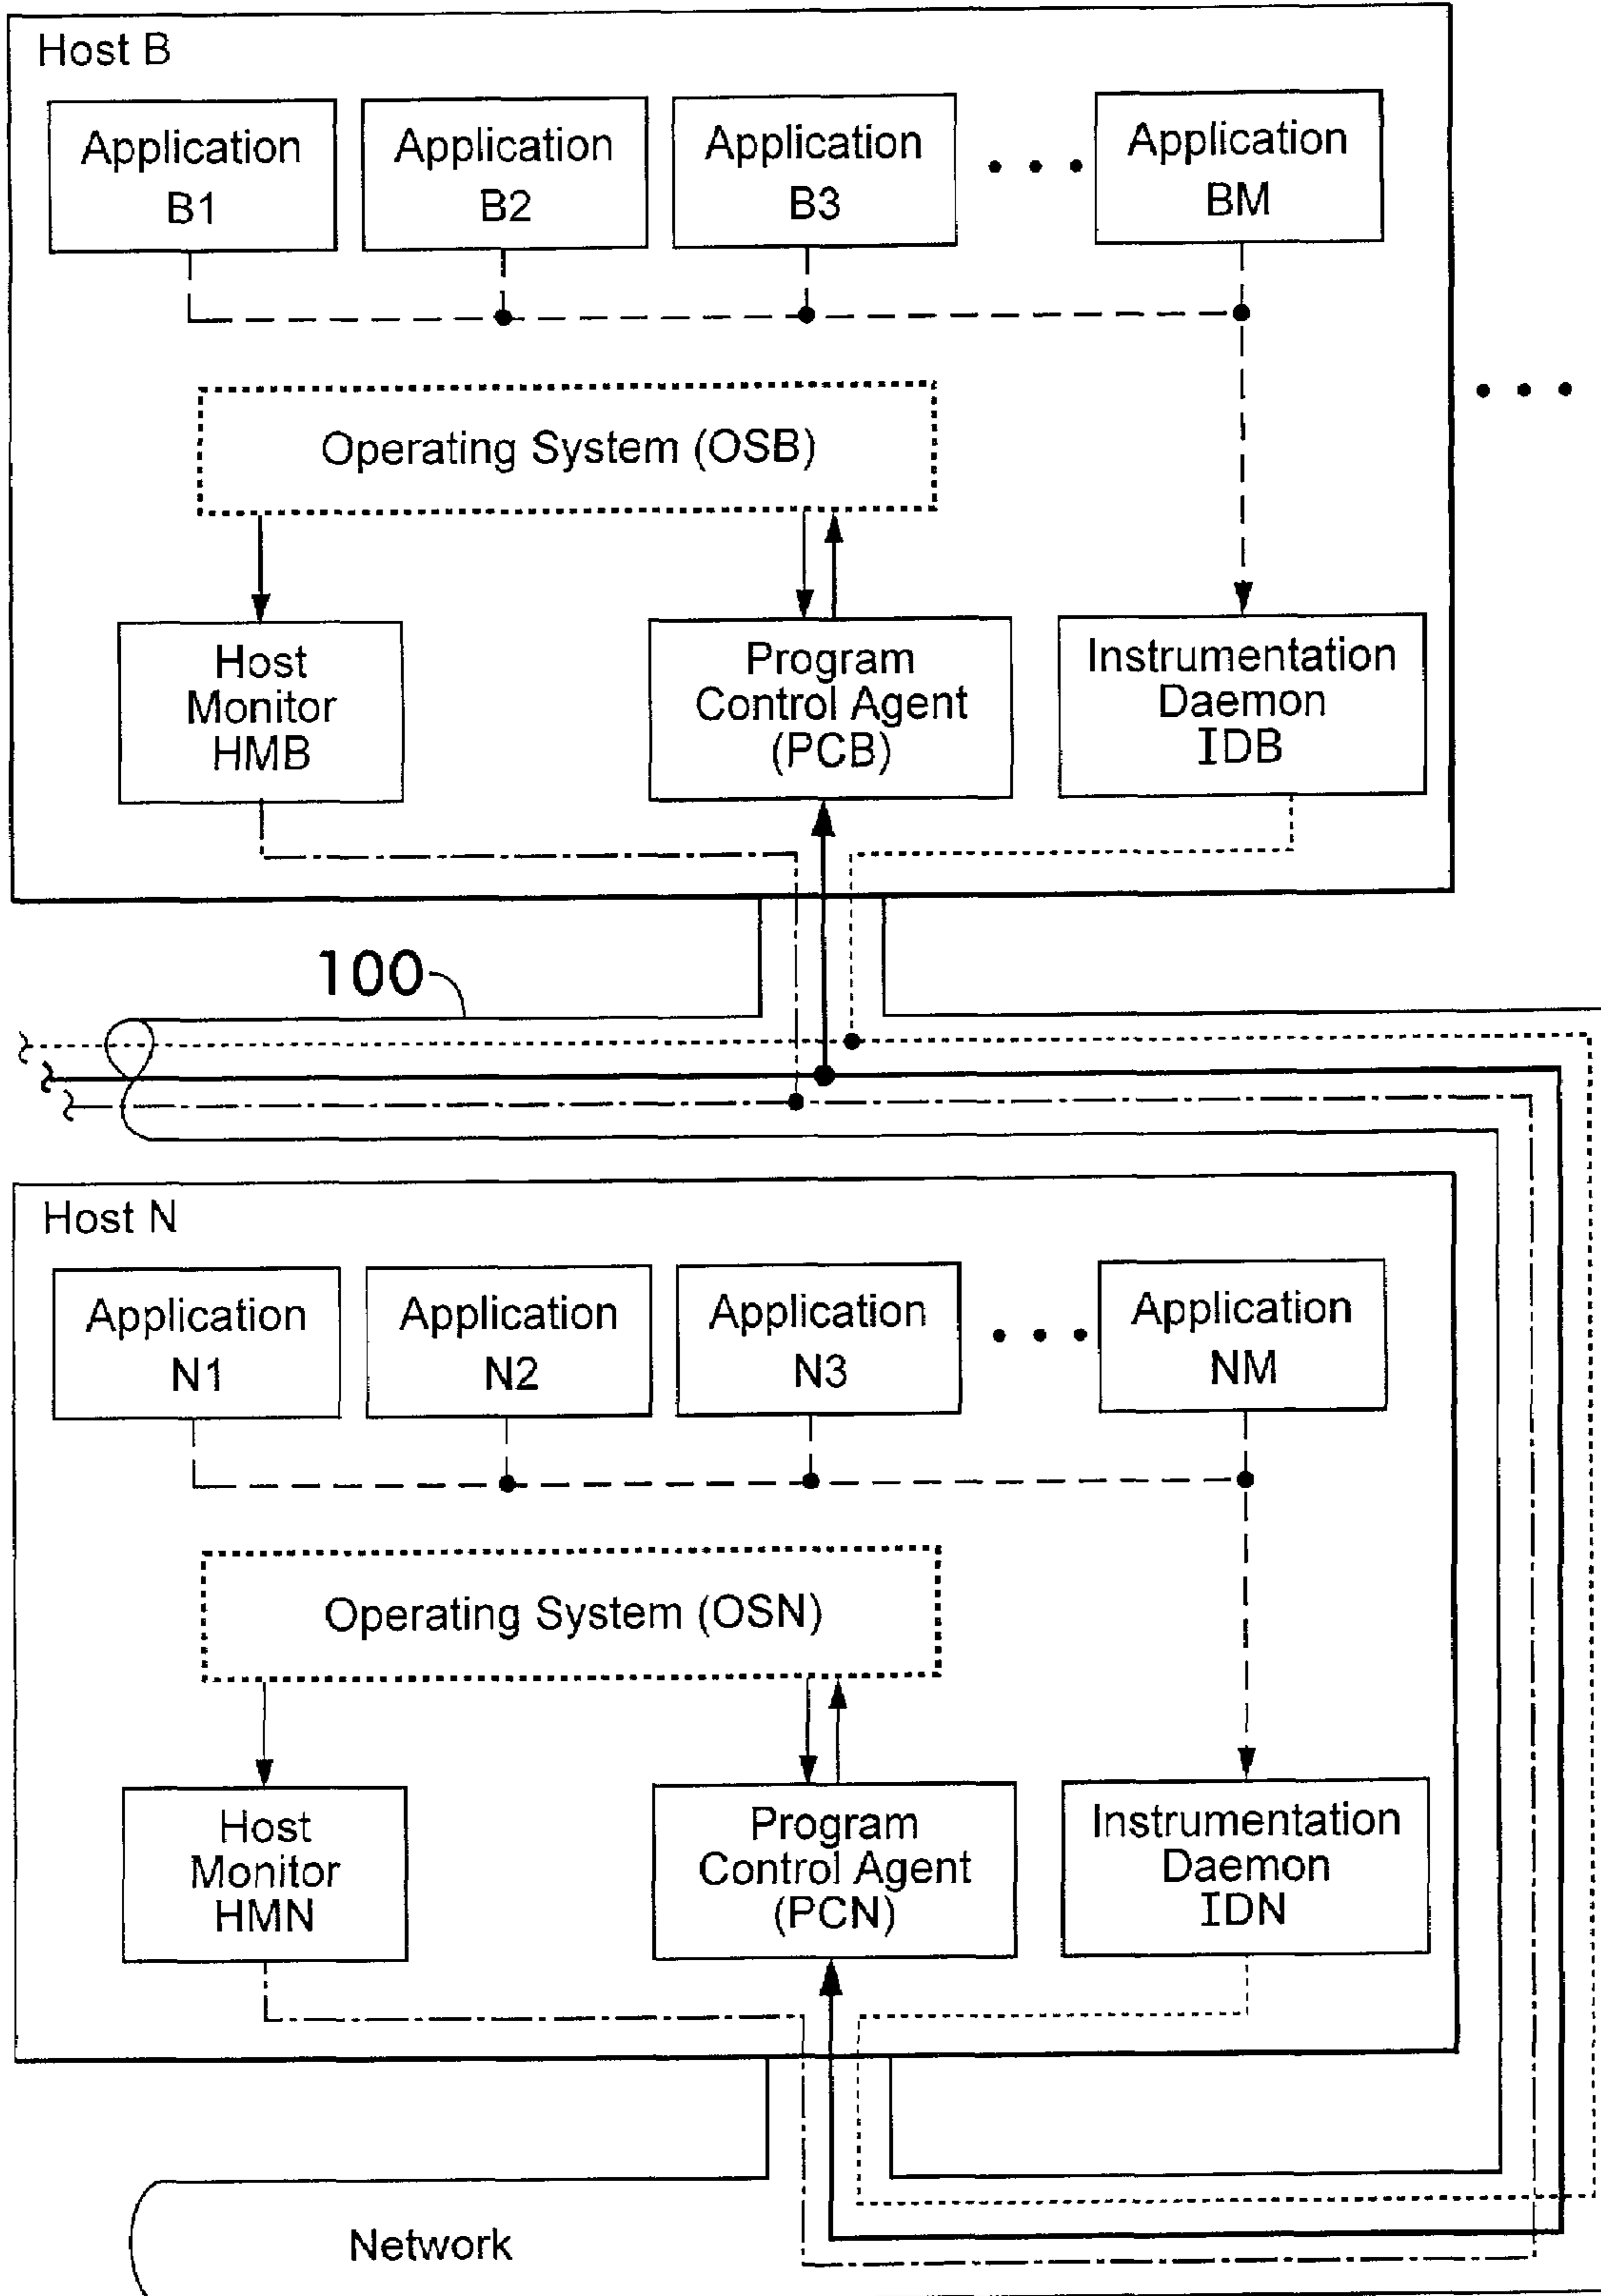 Host B
Application
B1
Application
B2
Application
B3
Application
BM
Operating System (OSB)
Host
Monitor
HMB
Program
Control Agent
(PCB)
Instrumentation
Daemon
IDB
100
Host N
Application
N1
Application
N2
Application
N3
Application
NM
Operating System (OSN)
Host
Monitor
HMN
Program
Control Agent
(PCN)
Instrumentation
Daemon
IDN
Network